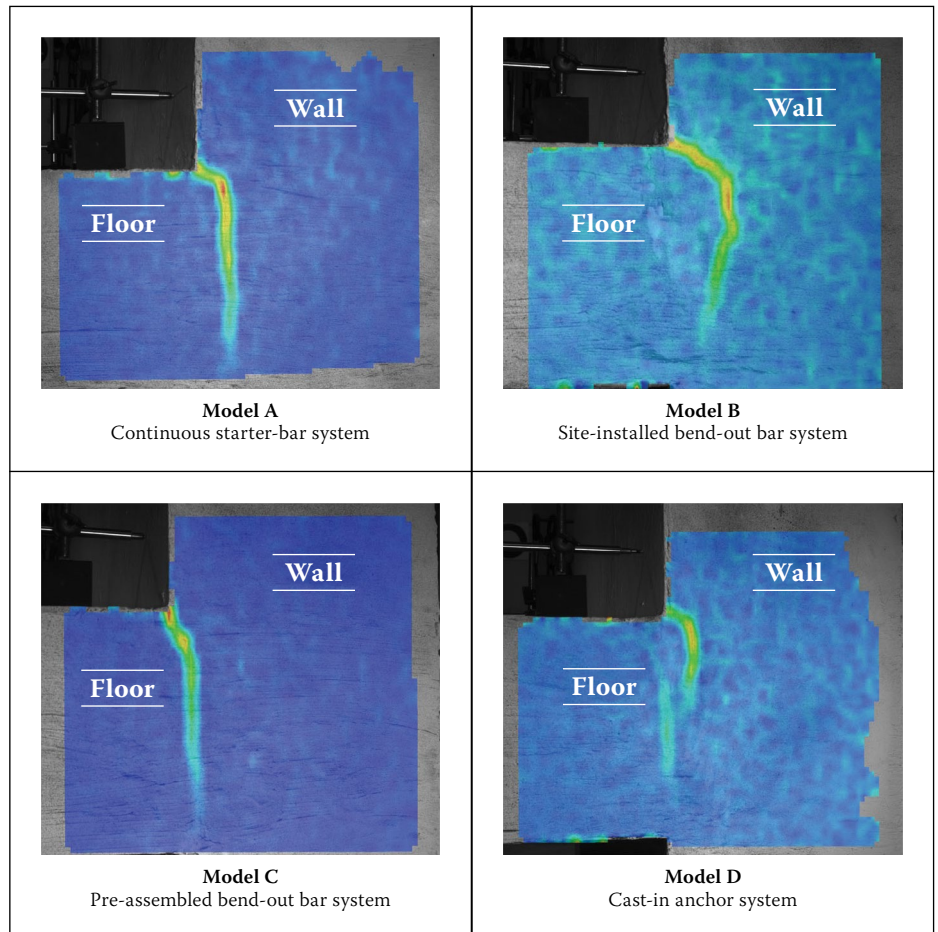 Wall
Floor
Model A
Continuous starter-bar system
Wall
Floor
Model B
Site-installed bend-out bar system
Wall
Floor
Model C
Pre-assembled bend-out bar system
Wall
Floor
Model D
Cast-in anchor system